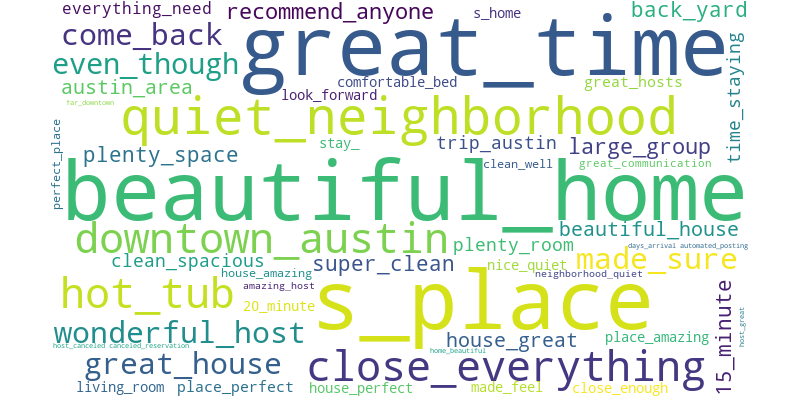 everything_need
recommend_anyone
s_home
back_yard
come_back
great_time
even_though
comfortable_bed
great_hosts
time_staying
austin_area
look_forward
far_downtown
quiet_neighborhood
perfect_place
plenty_space
stay_
trip_austin
large_group
clean_well
great_communication
beautiful_home
downtown_austin
beautiful_house
plenty_room
days_arrival automated_posting
clean_spacious
super_clean
nice_quiet
made_sure
house_amazing
neighborhood_quiet
amazing_host
hot_tub
20_minute
s_place
15_minute
wonderful_host
house_great
place_amazing
host_great
host_canceled canceled_reservation
home_beautiful
great_house
close_everything
living_room
place_perfect
house_perfect
made_feel
close_enough